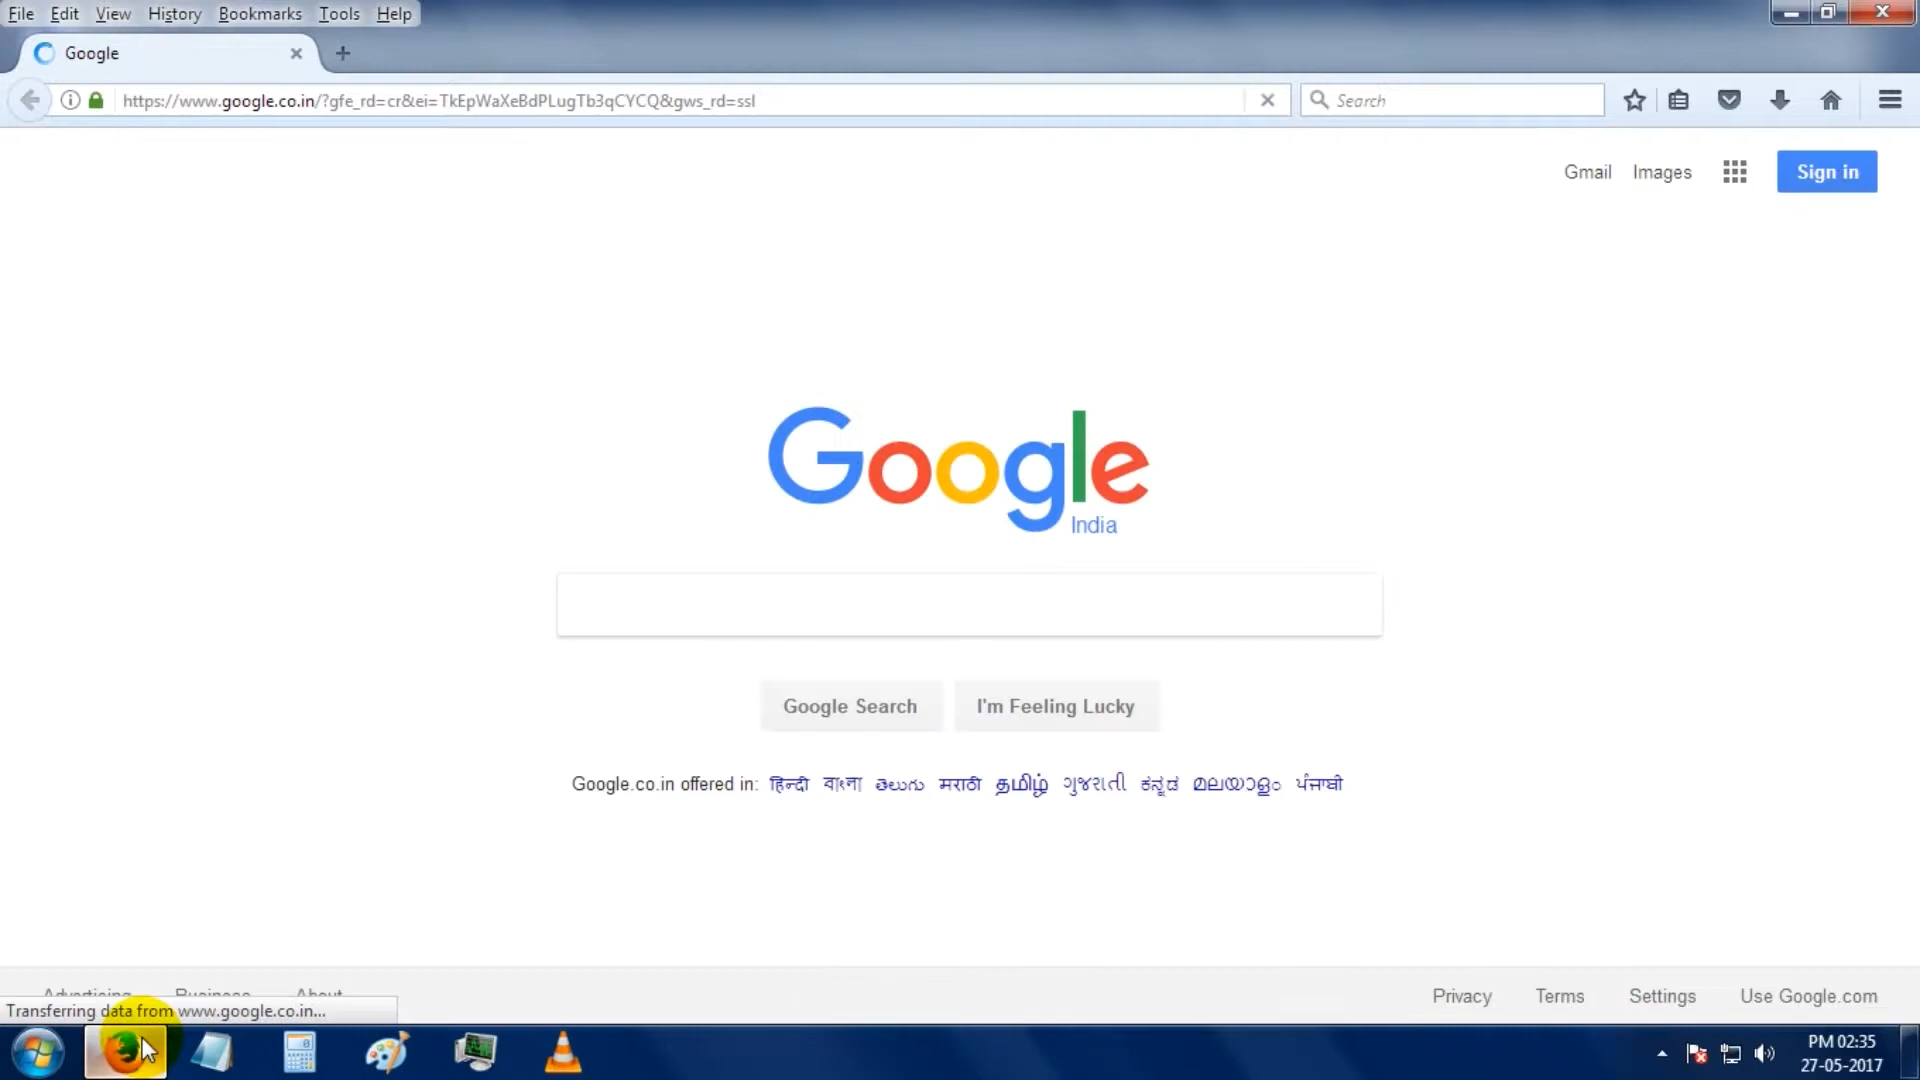 File Edit View History Bookmarks Tools Help
Google
https://www.google.co.in/?gfe_rd=cr&ei=TkEpWaXeBdPLugTb3qCYCQ&gws_rd=ssl
Search
Gmail Images Sign in
Google
India
Google Search I'm Feeling Lucky
Google.co.in offered in: हिन्दी বাংলা తెలుగు मराठी தமிழ் ગુજરાતી ಕನ್ನಡ മലയാളം ਪੰਜਾਬੀ
Advertising Business About Privacy Terms Settings Use Google.com
Transferring data from www.google.co.in...
PM 02:35
27-05-2017